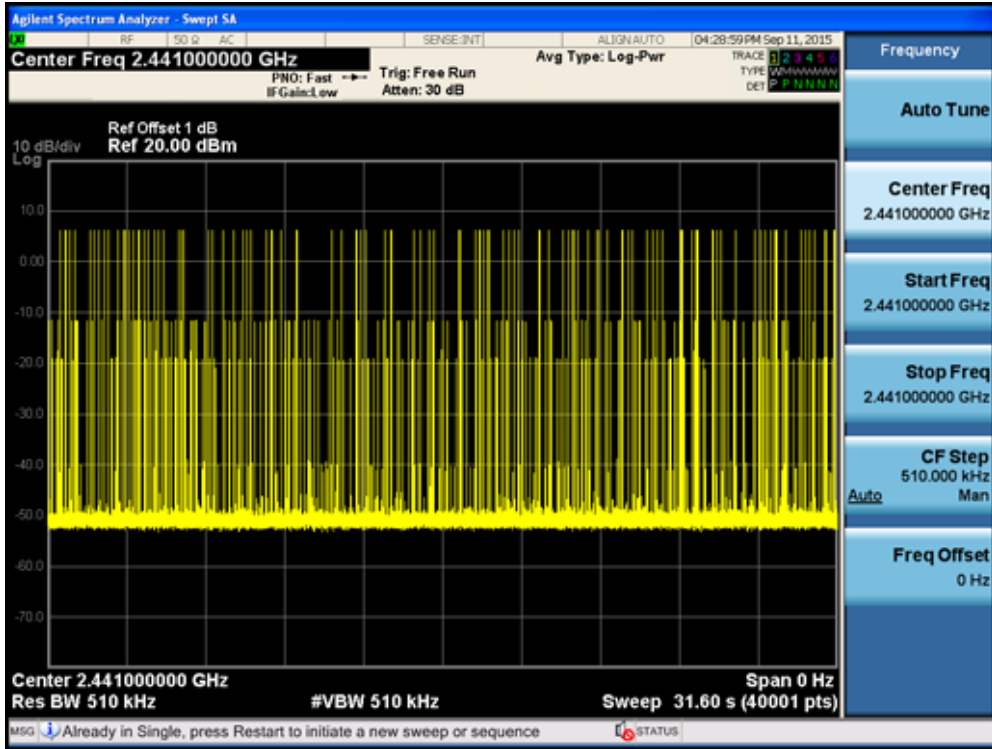 Agilent Spectrum Analyzer - Swept SA
RF 50 Ω AC SENSE:INT ALIGN AUTO 04:28:59 PM Sep 11, 2015
Center Freq 2.441000000 GHz
PNO: Fast
IFGain:Low
Trig: Free Run
Atten: 30 dB
Avg Type: Log-Pwr
TRACE 1 2 3 4 5 6
TYPE WMWWWWWW
DET P P N N N N
Ref Offset 1 dB
10 dB/div Ref 20.00 dBm
Log
10.0
0.00
-10.0
-20.0
-30.0
-40.0
-50.0
-60.0
-70.0
Center 2.441000000 GHz Span 0 Hz
Res BW 510 kHz #VBW 510 kHz Sweep 31.60 s (40001 pts)
MSG Already in Single, press Restart to initiate a new sweep or sequence STATUS
Frequency
Auto Tune
Center Freq
2.441000000 GHz
Start Freq
2.441000000 GHz
Stop Freq
2.441000000 GHz
CF Step
510.000 kHz
Auto Man
Freq Offset
0 Hz